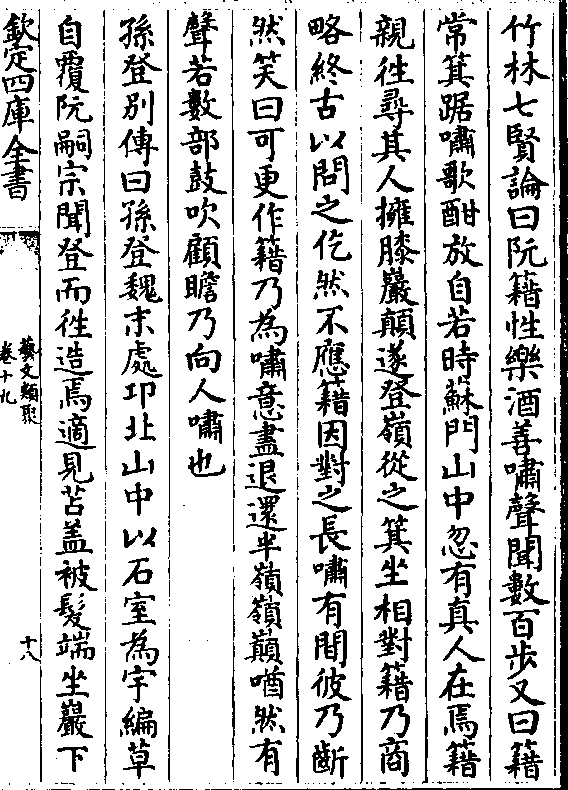 竹林七賢論曰阮籍性樂酒善嘯聲聞數百歩又曰籍
常箕踞嘯歌酣放自若時蘇門山中忽有真人在焉籍
親徃尋其人擁膝巖顛遂登嶺從之箕坐相對籍乃商
略終古以問之仡然不應籍因對之長嘯有間彼乃齗
然笑曰可更作籍乃為嘯意盡退還半嶺嶺巔㗜然有
聲若數部鼓吹顧瞻乃向人嘯也
孫登别傳曰孫登魏末處卭北山中以石室為宇編草
自覆阮嗣宗聞登而徃造焉適見苫盖被髮端坐巖下
欽定四庫全書
藝文類聚
卷十九
十八